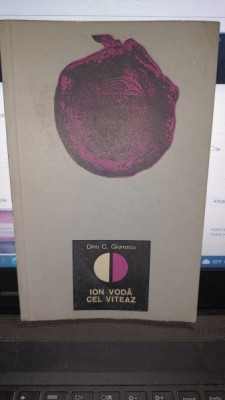 Dinu C. Giurescu
ION VODĂ
CEL VITEAZ